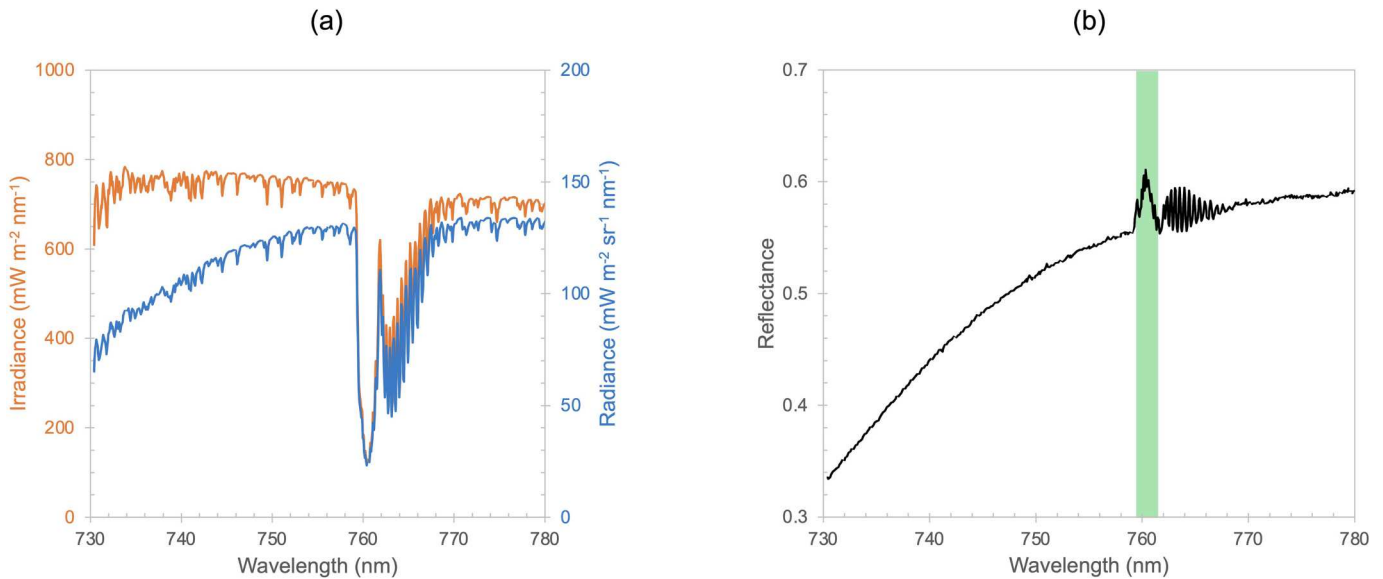 (a)
1000
800
600
400
200
0
Irradiance (mW m⁻² nm⁻¹)
200
150
100
50
0
Radiance (mW m⁻² sr⁻¹ nm⁻¹)
730 740 750 760 770 780
Wavelength (nm)
(b)
0.7
0.6
0.5
0.4
0.3
Reflectance
730 740 750 760 770 780
Wavelength (nm)